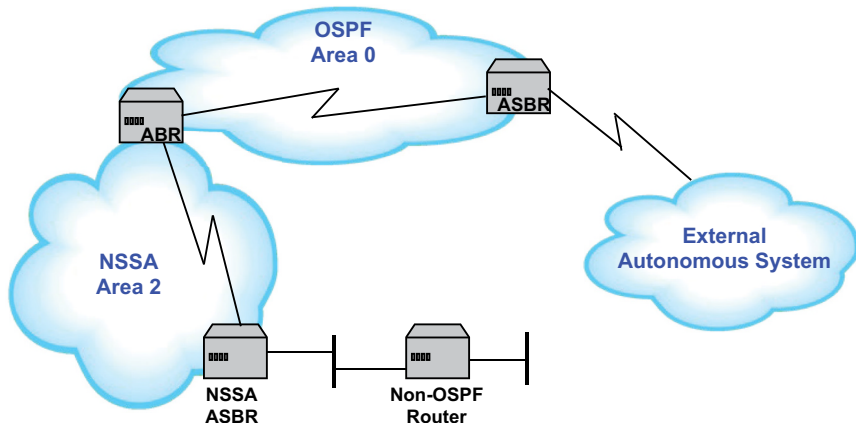 OSPF
Area 0
ABR
ASBR
NSSA
Area 2
External
Autonomous System
NSSA
ASBR
Non-OSPF
Router